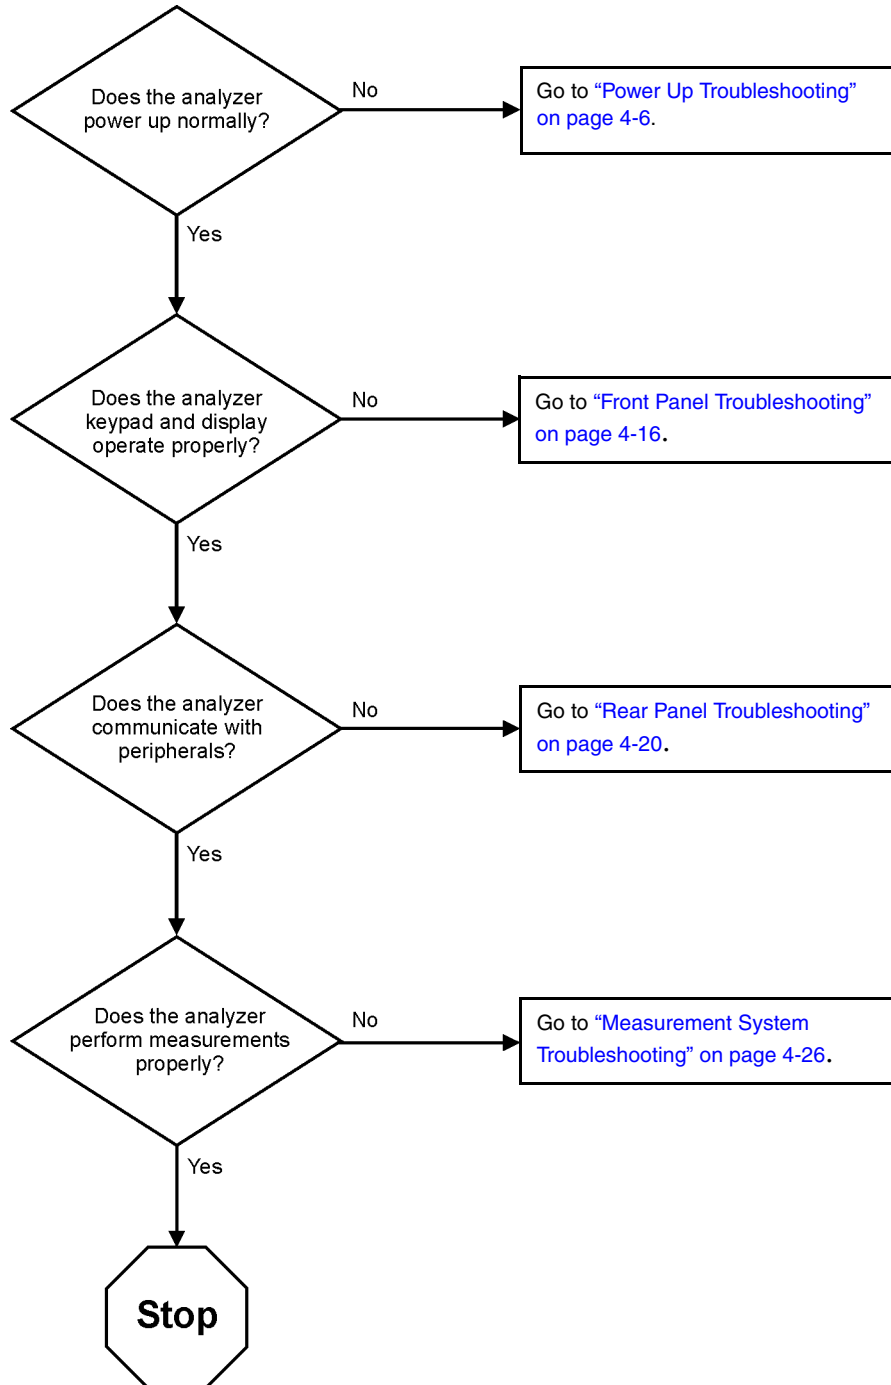 Does the analyzer
power up normally?
No
Go to “Power Up Troubleshooting”
on page 4-6.
Yes
Does the analyzer
keypad and display
operate properly?
No
Go to “Front Panel Troubleshooting”
on page 4-16.
Yes
Does the analyzer
communicate with
peripherals?
No
Go to “Rear Panel Troubleshooting”
on page 4-20.
Yes
Does the analyzer
perform measurements
properly?
No
Go to “Measurement System
Troubleshooting” on page 4-26.
Yes
Stop